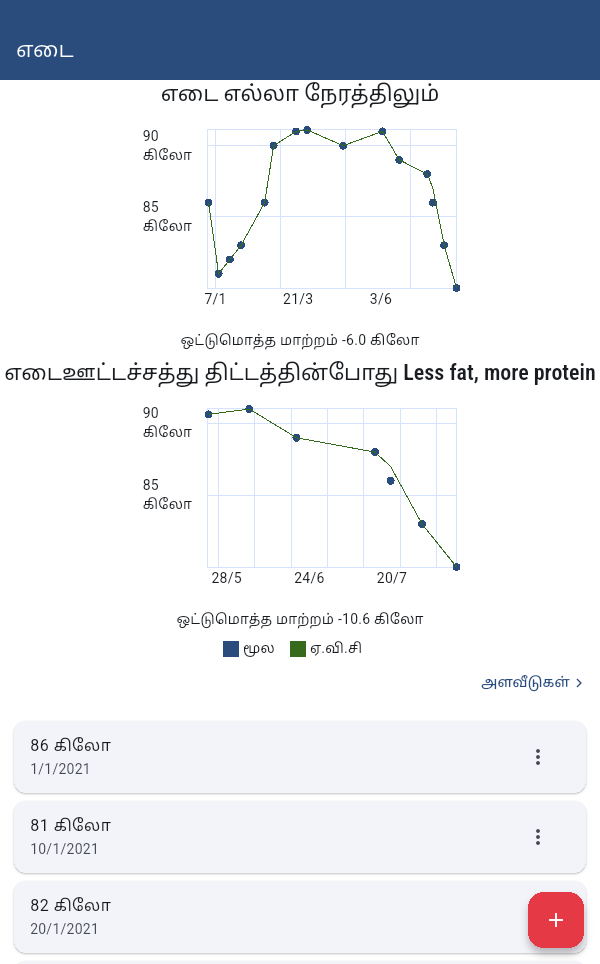 எடை
எடை எல்லா நேரத்திலும்
90
கிலோ
85
கிலோ
7/1
21/3
3/6
ஒட்டுமொத்த மாற்றம் -6.0 கிலோ
எடைஊட்டச்சத்து திட்டத்தின்போது Less fat, more protein
90
கிலோ
85
கிலோ
28/5
24/6
20/7
ஒட்டுமொத்த மாற்றம் -10.6 கிலோ
மூல
ஏ.வி.சி
அளவீடுகள்
86 கிலோ
1/1/2021
81 கிலோ
10/1/2021
82 கிலோ
20/1/2021